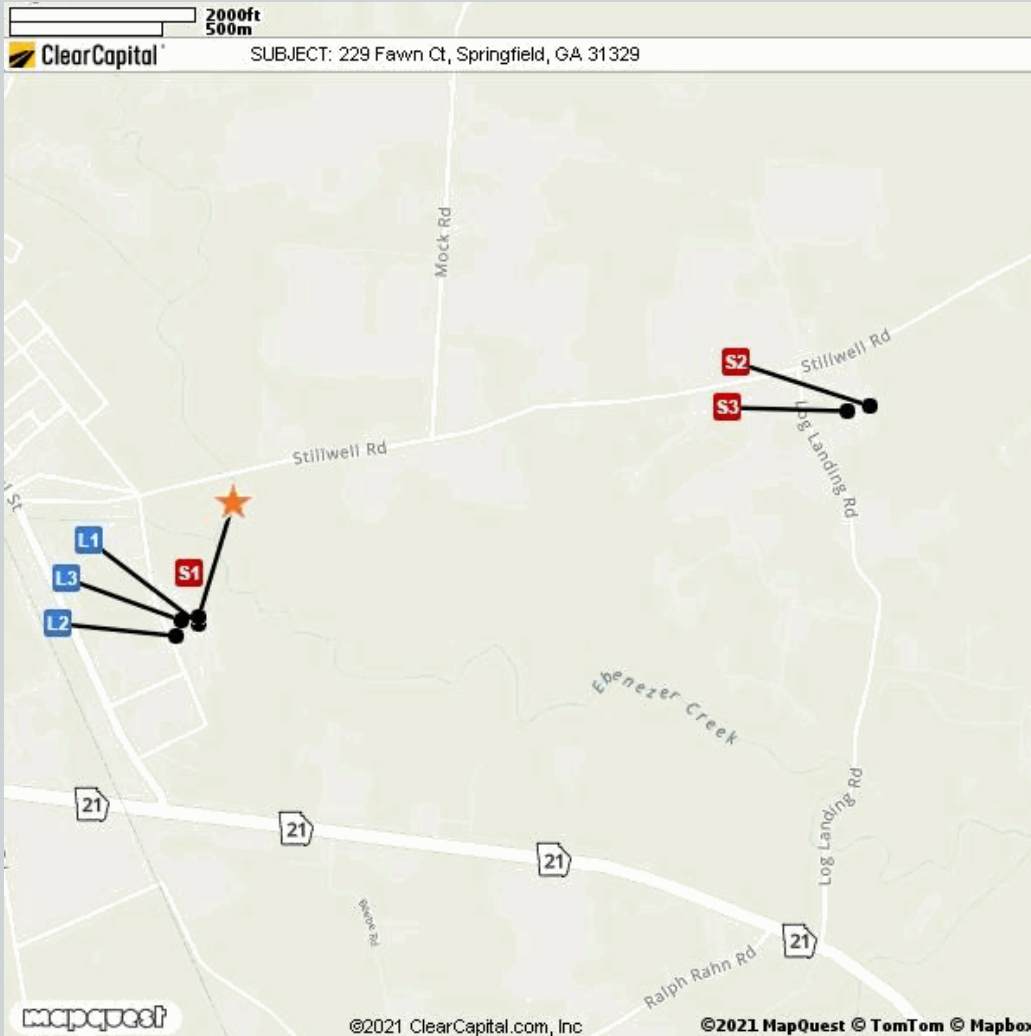 2000ft
500m
ClearCapital
SUBJECT: 229 Fawn Ct, Springfield, GA 31329
Mock Rd
Stillwell Rd
S2
S3
Log Landing Rd
Stillwell Rd
St
L1
S1
L3
L2
Ebenezer Creek
Log Landing Rd
21
21
21
21
Beebe Rd
Ralph Rahn Rd
mapquest
©2021 ClearCapital.com, Inc
©2021 MapQuest © TomTom © Mapbox